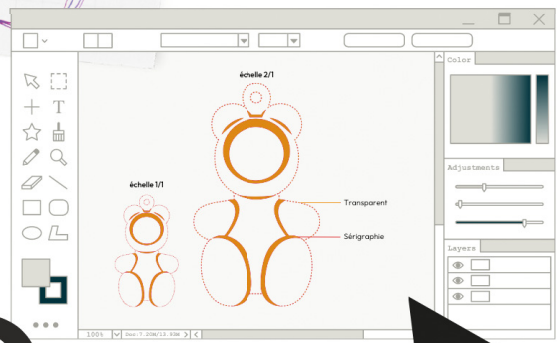 Color
échelle 2/1
T
Adjustments
échelle 1/1
Transparent
Sérigraphie
Layers
100%